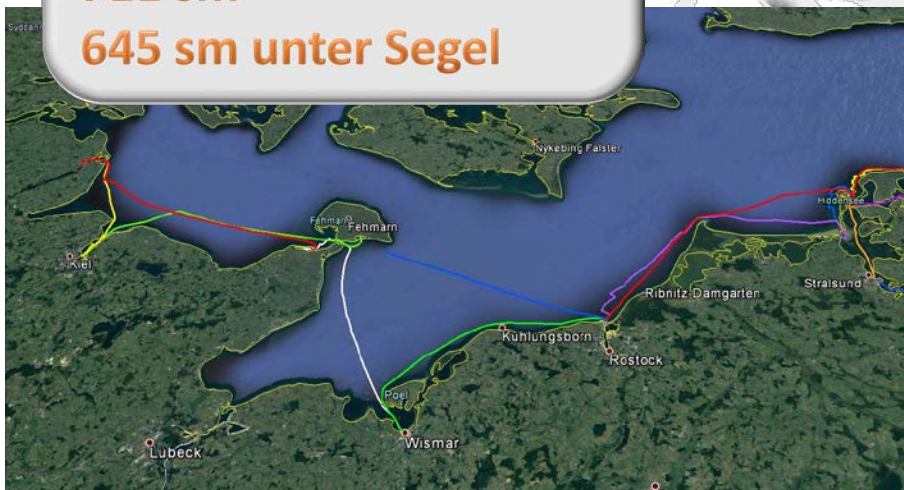 645 sm unter Segel
Nykøbing Falster
Fehmarn
Fehmarn
Hiddensee
Kiel
Stralsund
Ribnitz-Damgarten
Kühlungsborn
Rostock
Poel
Wismar
Lübeck